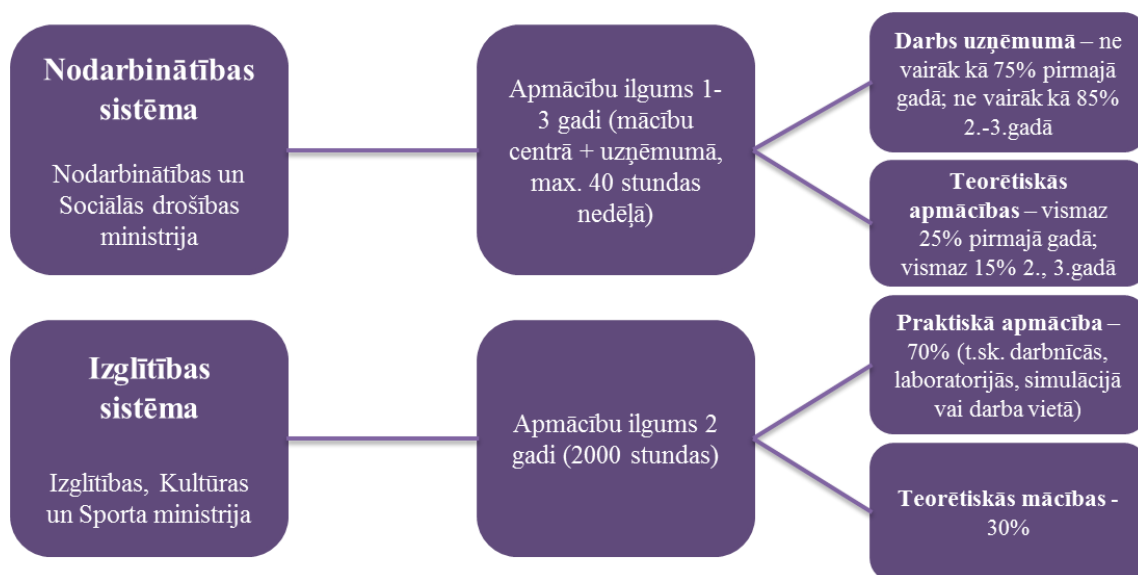 Nodarbinātības
sistēma
Nodarbinātības un
Sociālās drošības
ministrija
Apmācību ilgums 1-
3 gadi (mācību
centrā + uzņēmumā,
max. 40 stundas
nedēļā)
Darbs uzņēmumā – ne
vairāk kā 75% pirmajā
gadā; ne vairāk kā 85%
2.-3.gadā
Teorētiskās
apmācības – vismaz
25% pirmajā gadā;
vismaz 15% 2., 3.gadā
Izglītības
sistēma
Izglītības, Kultūras
un Sporta ministrija
Apmācību ilgums 2
gadi (2000 stundas)
Praktiskā apmācība –
70% (t.sk. darbnīcās,
laboratorijās, simulācijā
vai darba vietā)
Teorētiskās mācības -
30%